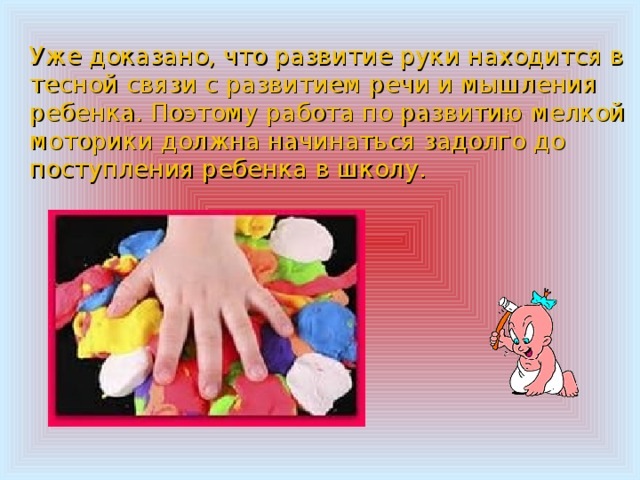 Уже доказано, что развитие руки находится в
тесной связи с развитием речи и мышления
ребенка. Поэтому работа по развитию мелкой
моторики должна начинаться задолго до
поступления ребенка в школу.